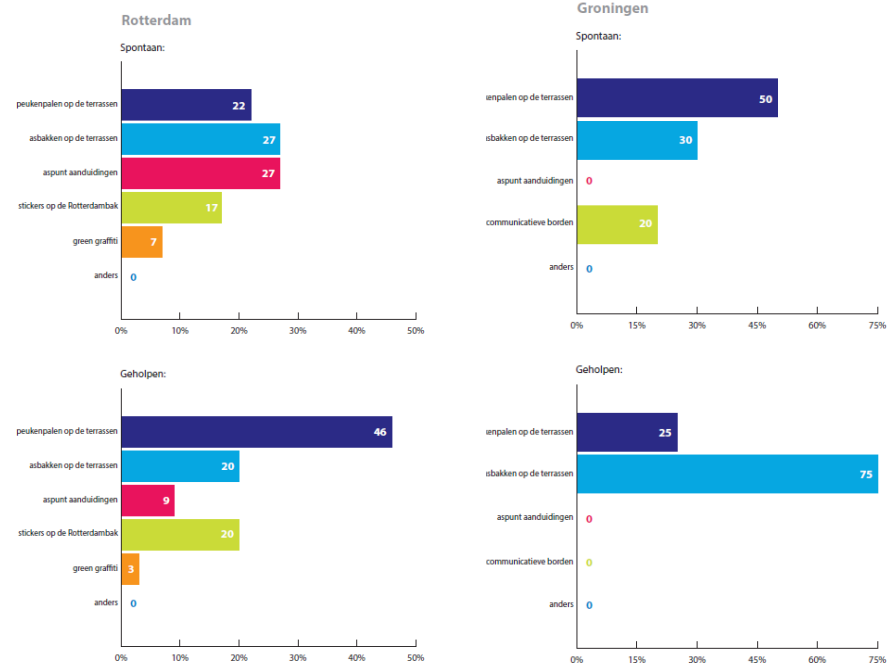 Rotterdam
Spontaan:
peukenpalen op de terrassen 22
asbakken op de terrassen 27
aspunt aanduidingen 27
stickers op de Rotterdambak 17
green graffiti 7
anders 0
0% 10% 20% 30% 40% 50%
Geholpen:
peukenpalen op de terrassen 46
asbakken op de terrassen 20
aspunt aanduidingen 9
stickers op de Rotterdambak 20
green graffiti 3
anders 0
0% 10% 20% 30% 40% 50%
Groningen
Spontaan:
enpalen op de terrassen 50
sbakken op de terrassen 30
aspunt aanduidingen 0
communicatieve borden 20
anders 0
0% 15% 30% 45% 60% 75%
Geholpen:
enpalen op de terrassen 25
sbakken op de terrassen 75
aspunt aanduidingen 0
communicatieve borden 0
anders 0
0% 15% 30% 45% 60% 75%